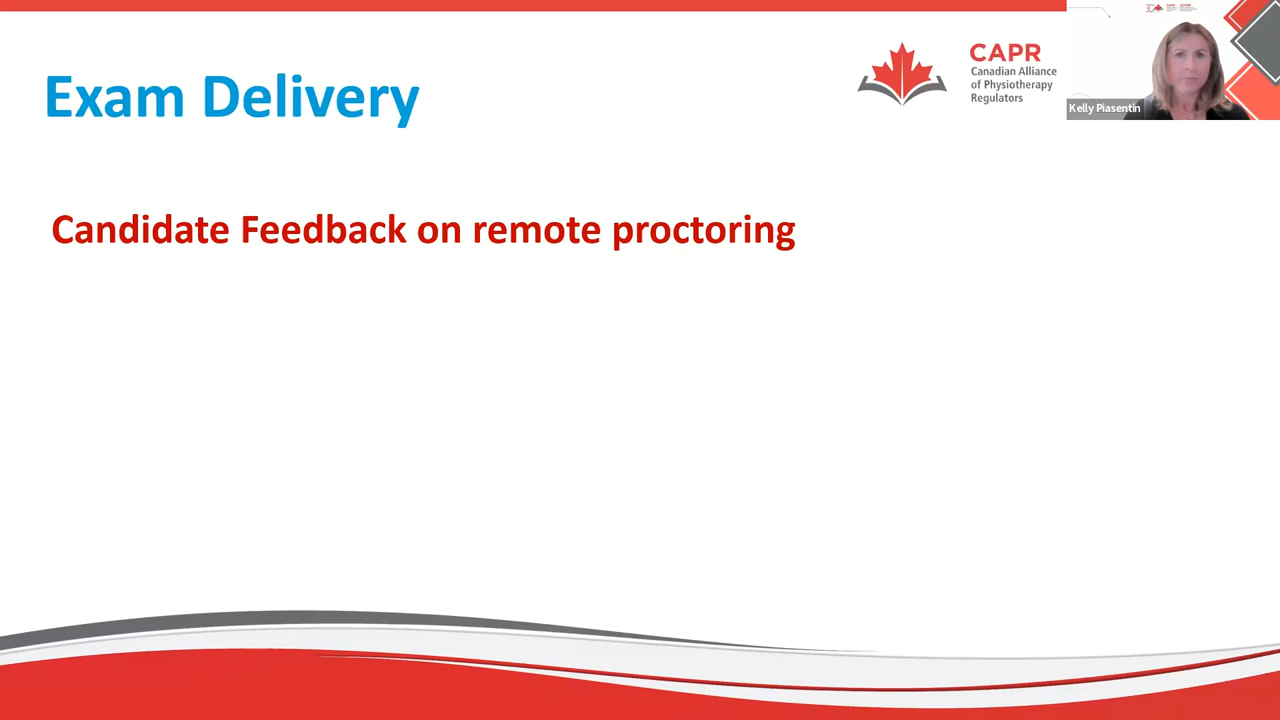 Exam Delivery
CAPR
Canadian Alliance
of Physiotherapy
Regulators
Kelly Piasentin
Candidate Feedback on remote proctoring